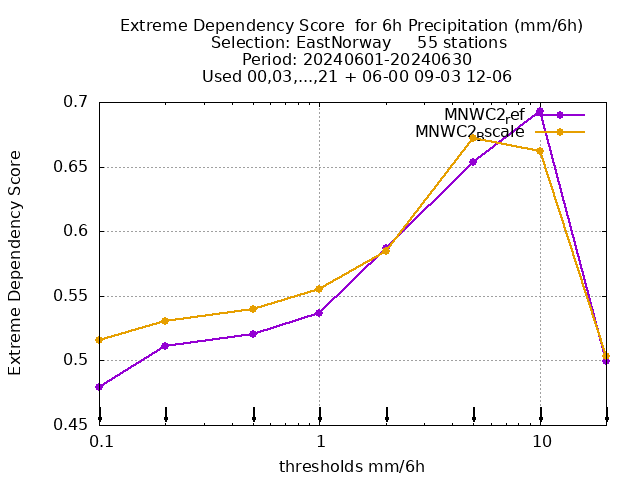 Extreme Dependency Score  for 6h Precipitation (mm/6h)
Selection: EastNorway     55 stations
Period: 20240601-20240630
Used 00,03,...,21 + 06-00 09-03 12-06
MNWC2ref
MNWC2Rscale
0.7
0.65
0.6
0.55
0.5
0.45
Extreme Dependency Score
0.1
1
10
thresholds mm/6h